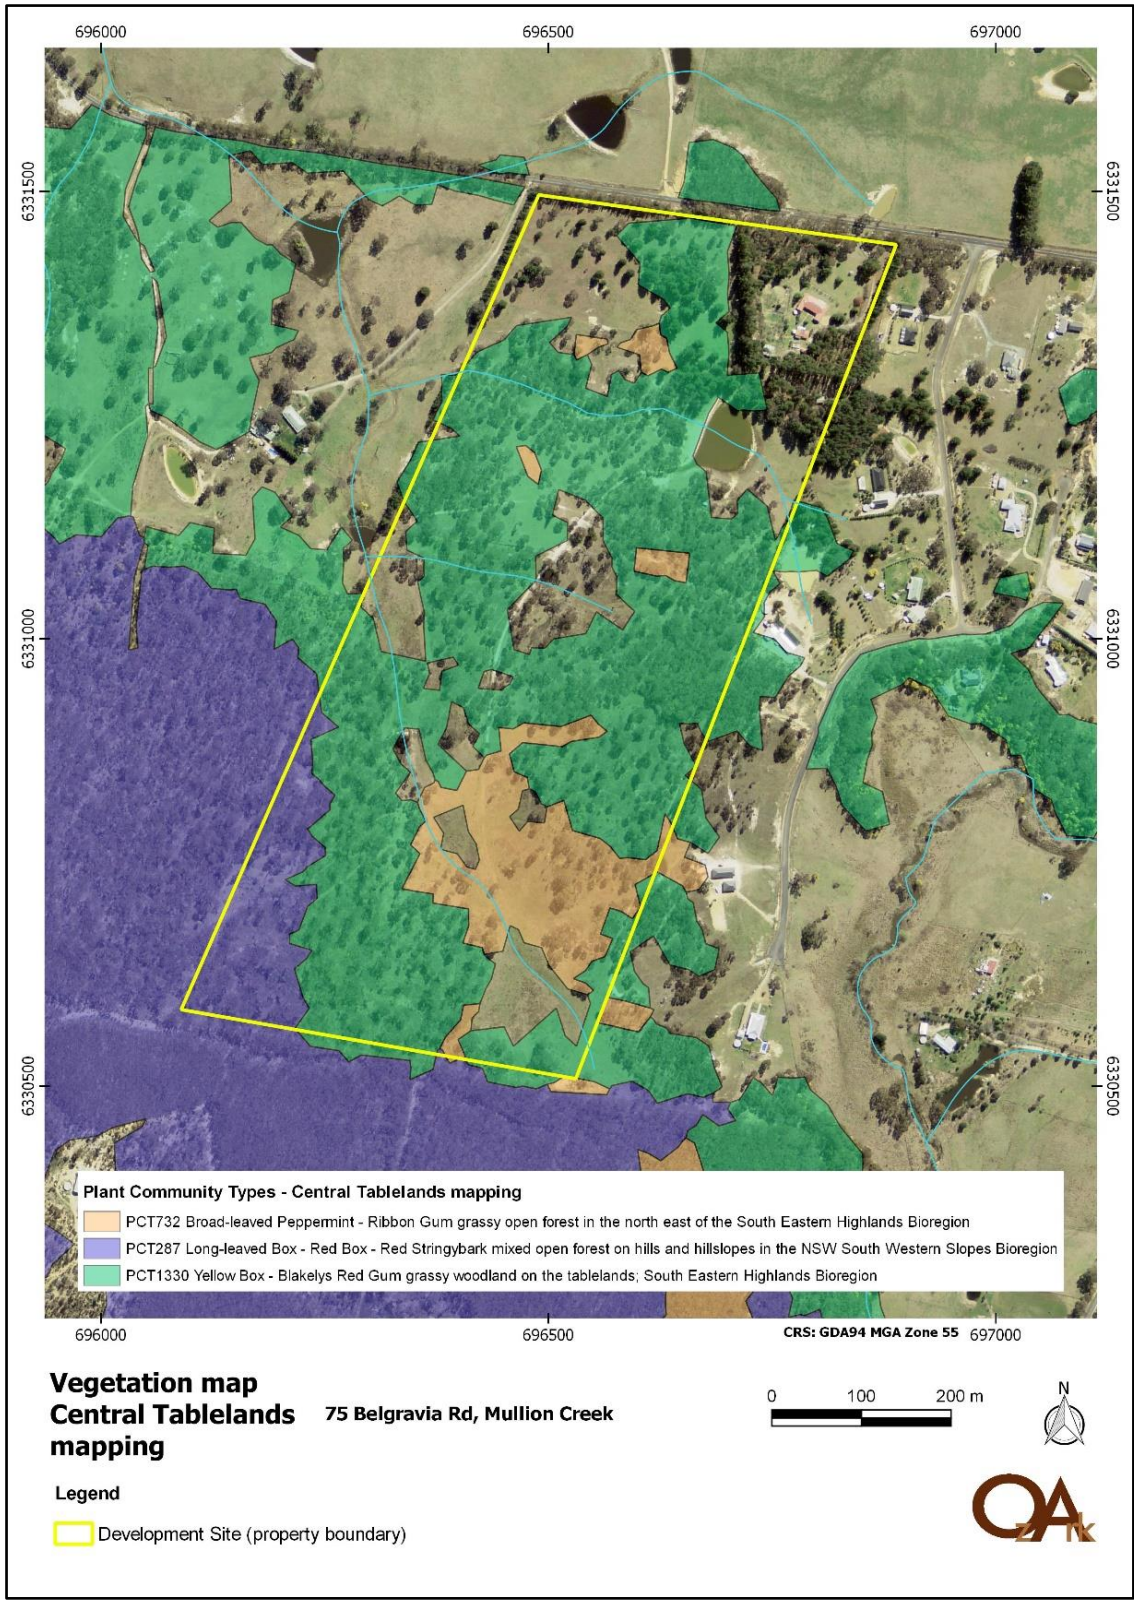 696000 696500 697000
6331500 6331500
6331000 6331000
6330500 6330500
Plant Community Types - Central Tablelands mapping
PCT732 Broad-leaved Peppermint - Ribbon Gum grassy open forest in the north east of the South Eastern Highlands Bioregion
PCT287 Long-leaved Box - Red Box - Red Stringybark mixed open forest on hills and hillslopes in the NSW South Western Slopes Bioregion
PCT1330 Yellow Box - Blakelys Red Gum grassy woodland on the tablelands; South Eastern Highlands Bioregion
696000 696500 CRS: GDA94 MGA Zone 55 697000
Vegetation map
Central Tablelands
mapping
75 Belgravia Rd, Mullion Creek
0 100 200 m
N
Legend
Development Site (property boundary)
OzArk